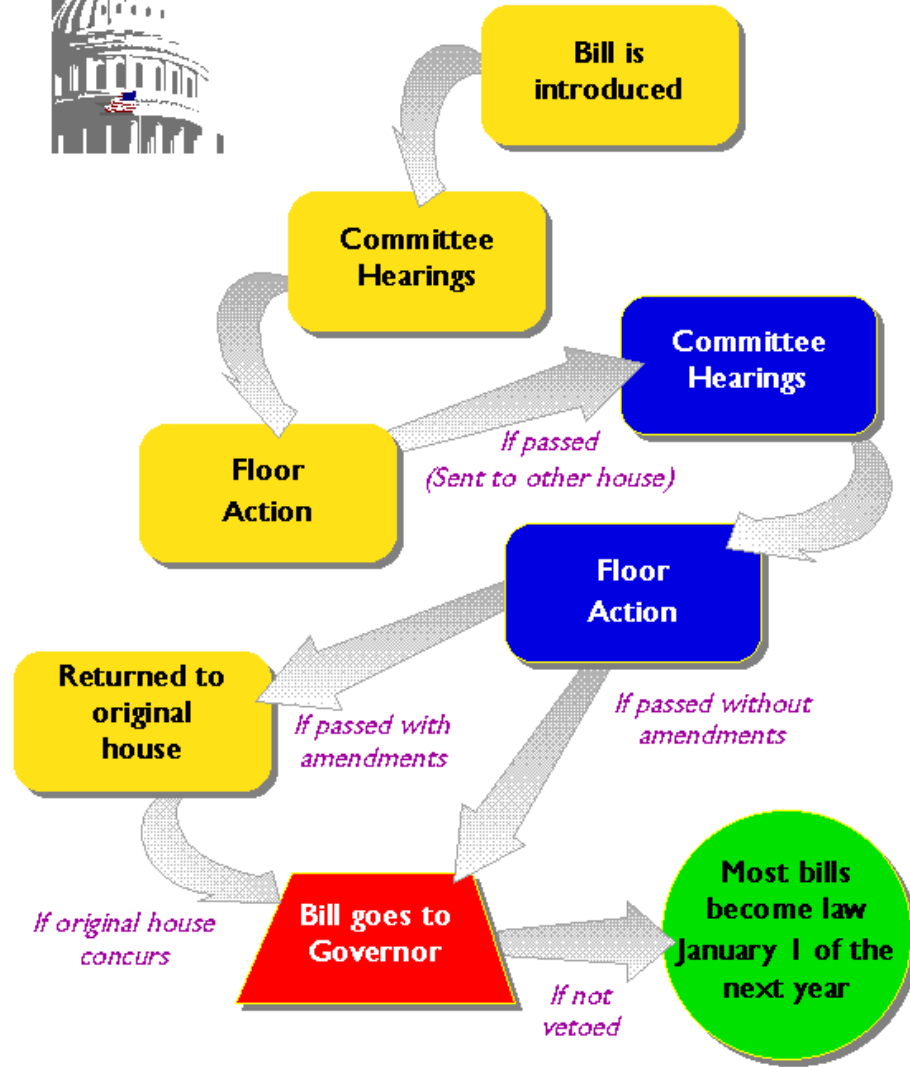 Bill is
introduced
Committee
Hearings
Committee
Hearings
If passed
(Sent to other house)
Floor
Action
Floor
Action
Returned to
original
house
If passed with
amendments
If passed without
amendments
If original house
concurs
Bill goes to
Governor
If not
vetoed
Most bills
become law
January 1 of the
next year